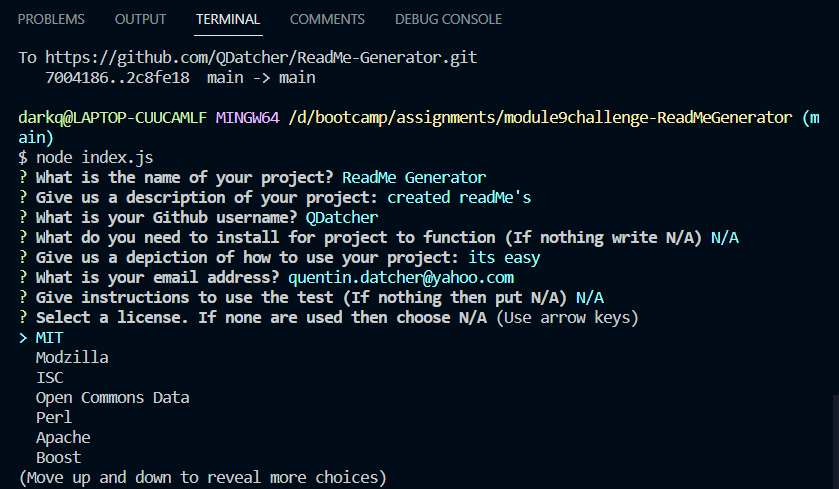 PROBLEMS OUTPUT TERMINAL COMMENTS DEBUG CONSOLE
To https://github.com/QDatcher/ReadMe-Generator.git
7004186..2c8fe18 main -> main
darkq@LAPTOP-CUUCAMLF MINGW64 /d/bootcamp/assignments/module9challenge-ReadMeGenerator (m
ain)
$ node index.js
? What is the name of your project? ReadMe Generator
? Give us a description of your project: created readMe's
? What is your Github username? QDatcher
? What do you need to install for project to function (If nothing write N/A) N/A
? Give us a depiction of how to use your project: its easy
? What is your email address? quentin.datcher@yahoo.com
? Give instructions to use the test (If nothing then put N/A) N/A
? Select a license. If none are used then choose N/A (Use arrow keys)
> MIT
Modzilla
ISC
Open Commons Data
Perl
Apache
Boost
(Move up and down to reveal more choices)